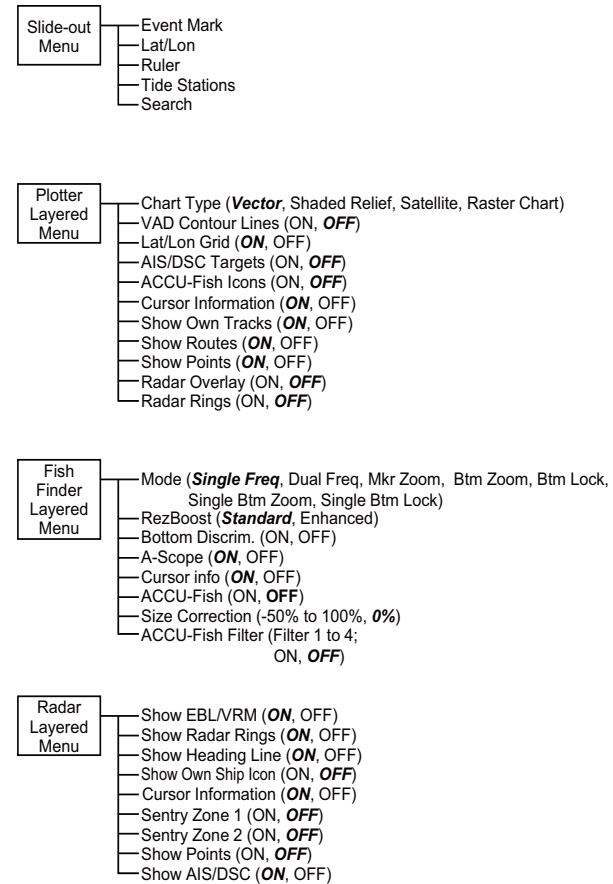 Slide-out
Menu
Event Mark
Lat/Lon
Ruler
Tide Stations
Search
Plotter
Layered
Menu
Chart Type (Vector, Shaded Relief, Satellite, Raster Chart)
VAD Contour Lines (ON, OFF)
Lat/Lon Grid (ON, OFF)
AIS/DSC Targets (ON, OFF)
ACCU-Fish Icons (ON, OFF)
Cursor Information (ON, OFF)
Show Own Tracks (ON, OFF)
Show Routes (ON, OFF)
Show Points (ON, OFF)
Radar Overlay (ON, OFF)
Radar Rings (ON, OFF)
Fish
Finder
Layered
Menu
Mode (Single Freq, Dual Freq, Mkr Zoom, Btm Zoom, Btm Lock,
Single Btm Zoom, Single Btm Lock)
RezBoost (Standard, Enhanced)
Bottom Discrim. (ON, OFF)
A-Scope (ON, OFF)
Cursor info (ON, OFF)
ACCU-Fish (ON, OFF)
Size Correction (-50% to 100%, 0%)
ACCU-Fish Filter (Filter 1 to 4;
ON, OFF)
Radar
Layered
Menu
Show EBL/VRM (ON, OFF)
Show Radar Rings (ON, OFF)
Show Heading Line (ON, OFF)
Show Own Ship Icon (ON, OFF)
Cursor Information (ON, OFF)
Sentry Zone 1 (ON, OFF)
Sentry Zone 2 (ON, OFF)
Show Points (ON, OFF)
Show AIS/DSC (ON, OFF)